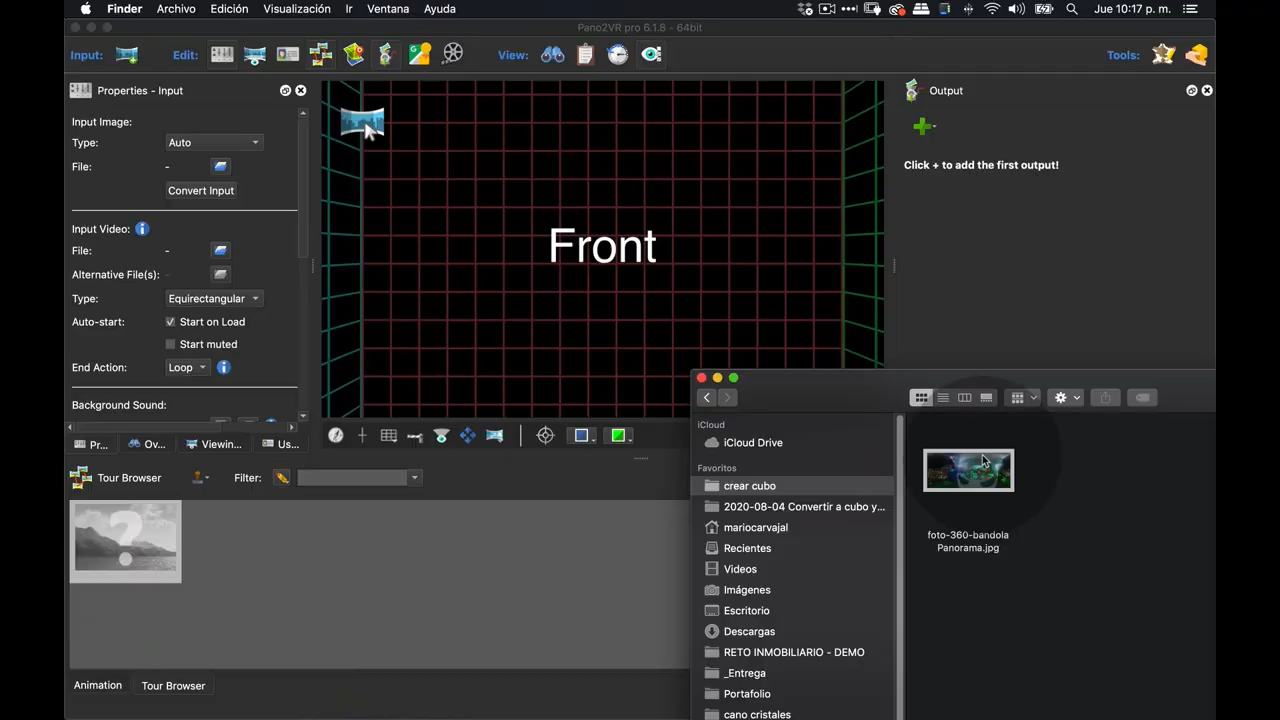 Finder Archivo Edición Visualización Ir Ventana Ayuda Jue 10:17 p. m.
Pano2VR pro 6.1.8 - 64bit
Input: Edit: View: Tools:
Properties - Input
Output
Input Image:
Type: Auto
File: -
Convert Input
Click + to add the first output!
Input Video:
File: -
Alternative File(s): -
Type: Equirectangular
Auto-start: Start on Load
Start muted
End Action: Loop
Background Sound:
Front
Pr... Ov... Viewin... Us...
Tour Browser Filter:
Animation Tour Browser
iCloud
iCloud Drive
Favoritos
crear cubo
2020-08-04 Convertir a cubo y...
mariocarvajal
Recientes
Videos
Imágenes
Escritorio
Descargas
RETO INMOBILIARIO - DEMO
_Entrega
Portafolio
cano cristales
foto-360-bandola
Panorama.jpg